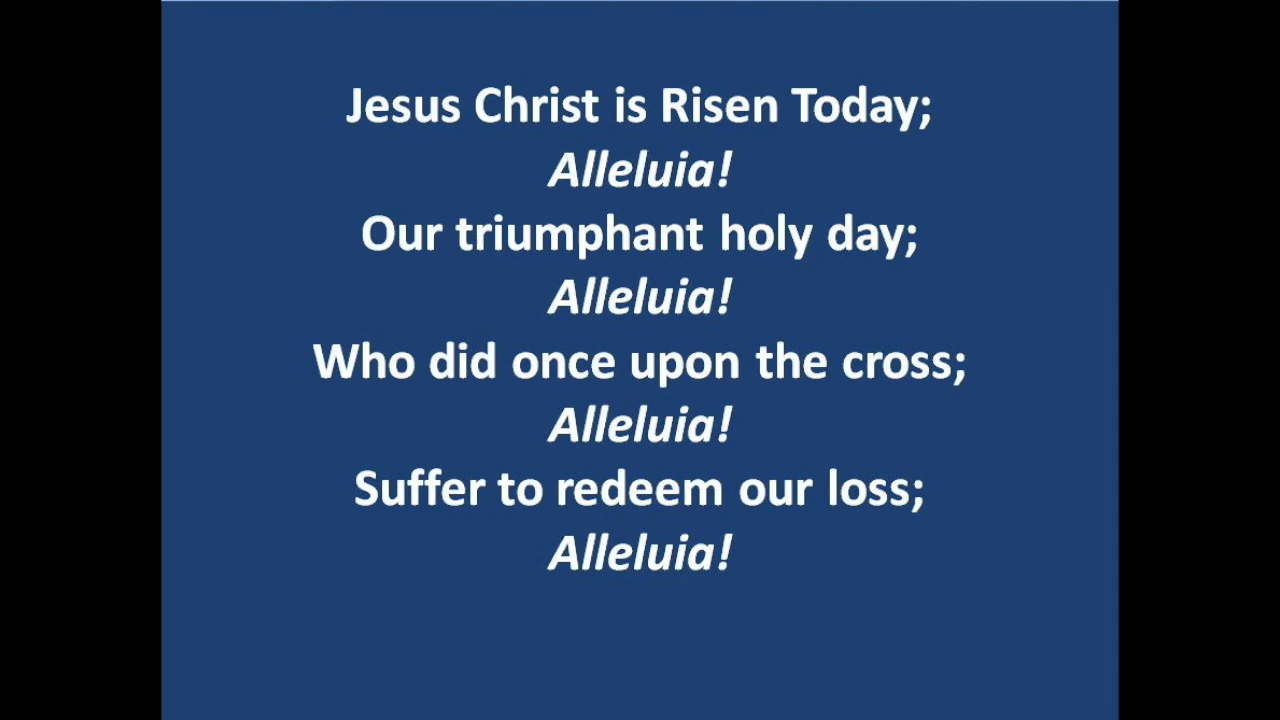 Jesus Christ is Risen Today;
Alleluia!
Our triumphant holy day;
Alleluia!
Who did once upon the cross;
Alleluia!
Suffer to redeem our loss;
Alleluia!